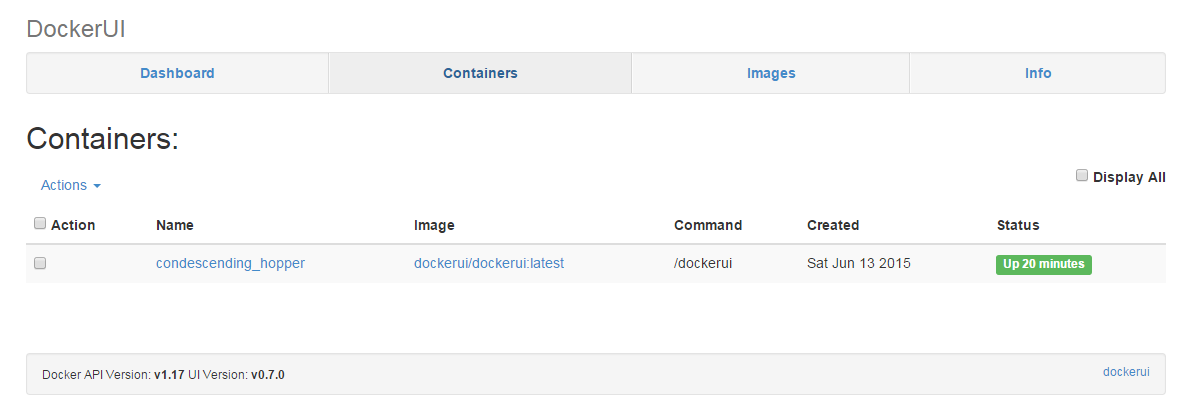 DockerUI
Dashboard Containers Images Info
Containers:
Actions
Display All
Action Name Image Command Created Status
condescending_hopper dockerui/dockerui:latest /dockerui Sat Jun 13 2015 Up 20 minutes
Docker API Version: v1.17 UI Version: v0.7.0 dockerui